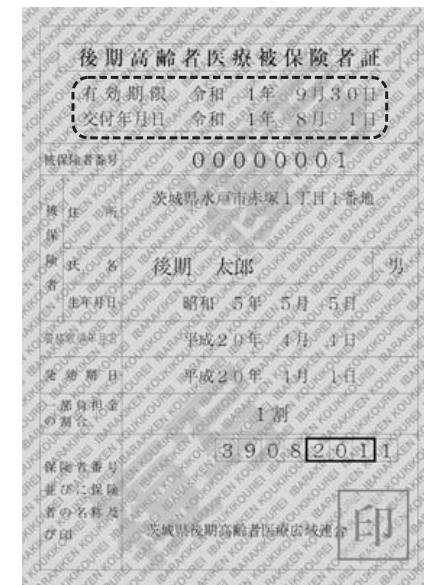 後期高齢者医療被保険者証
有効期限 令和 1年 9月30日
交付年月日 令和 1年 8月 1日
被保険者番号 00000001
被保険者
住所 茨城県水戸市赤塚1丁目1番地
氏名 後期 太郎 男
生年月日 昭和 5年 5月 5日
資格取得年月日 平成20年 4月 1日
発効期日 平成20年 4月 1日
一部負担金の割合 1割
保険者番号並びに保険者の名称及び印
39082011
茨城県後期高齢者医療広域連合
印